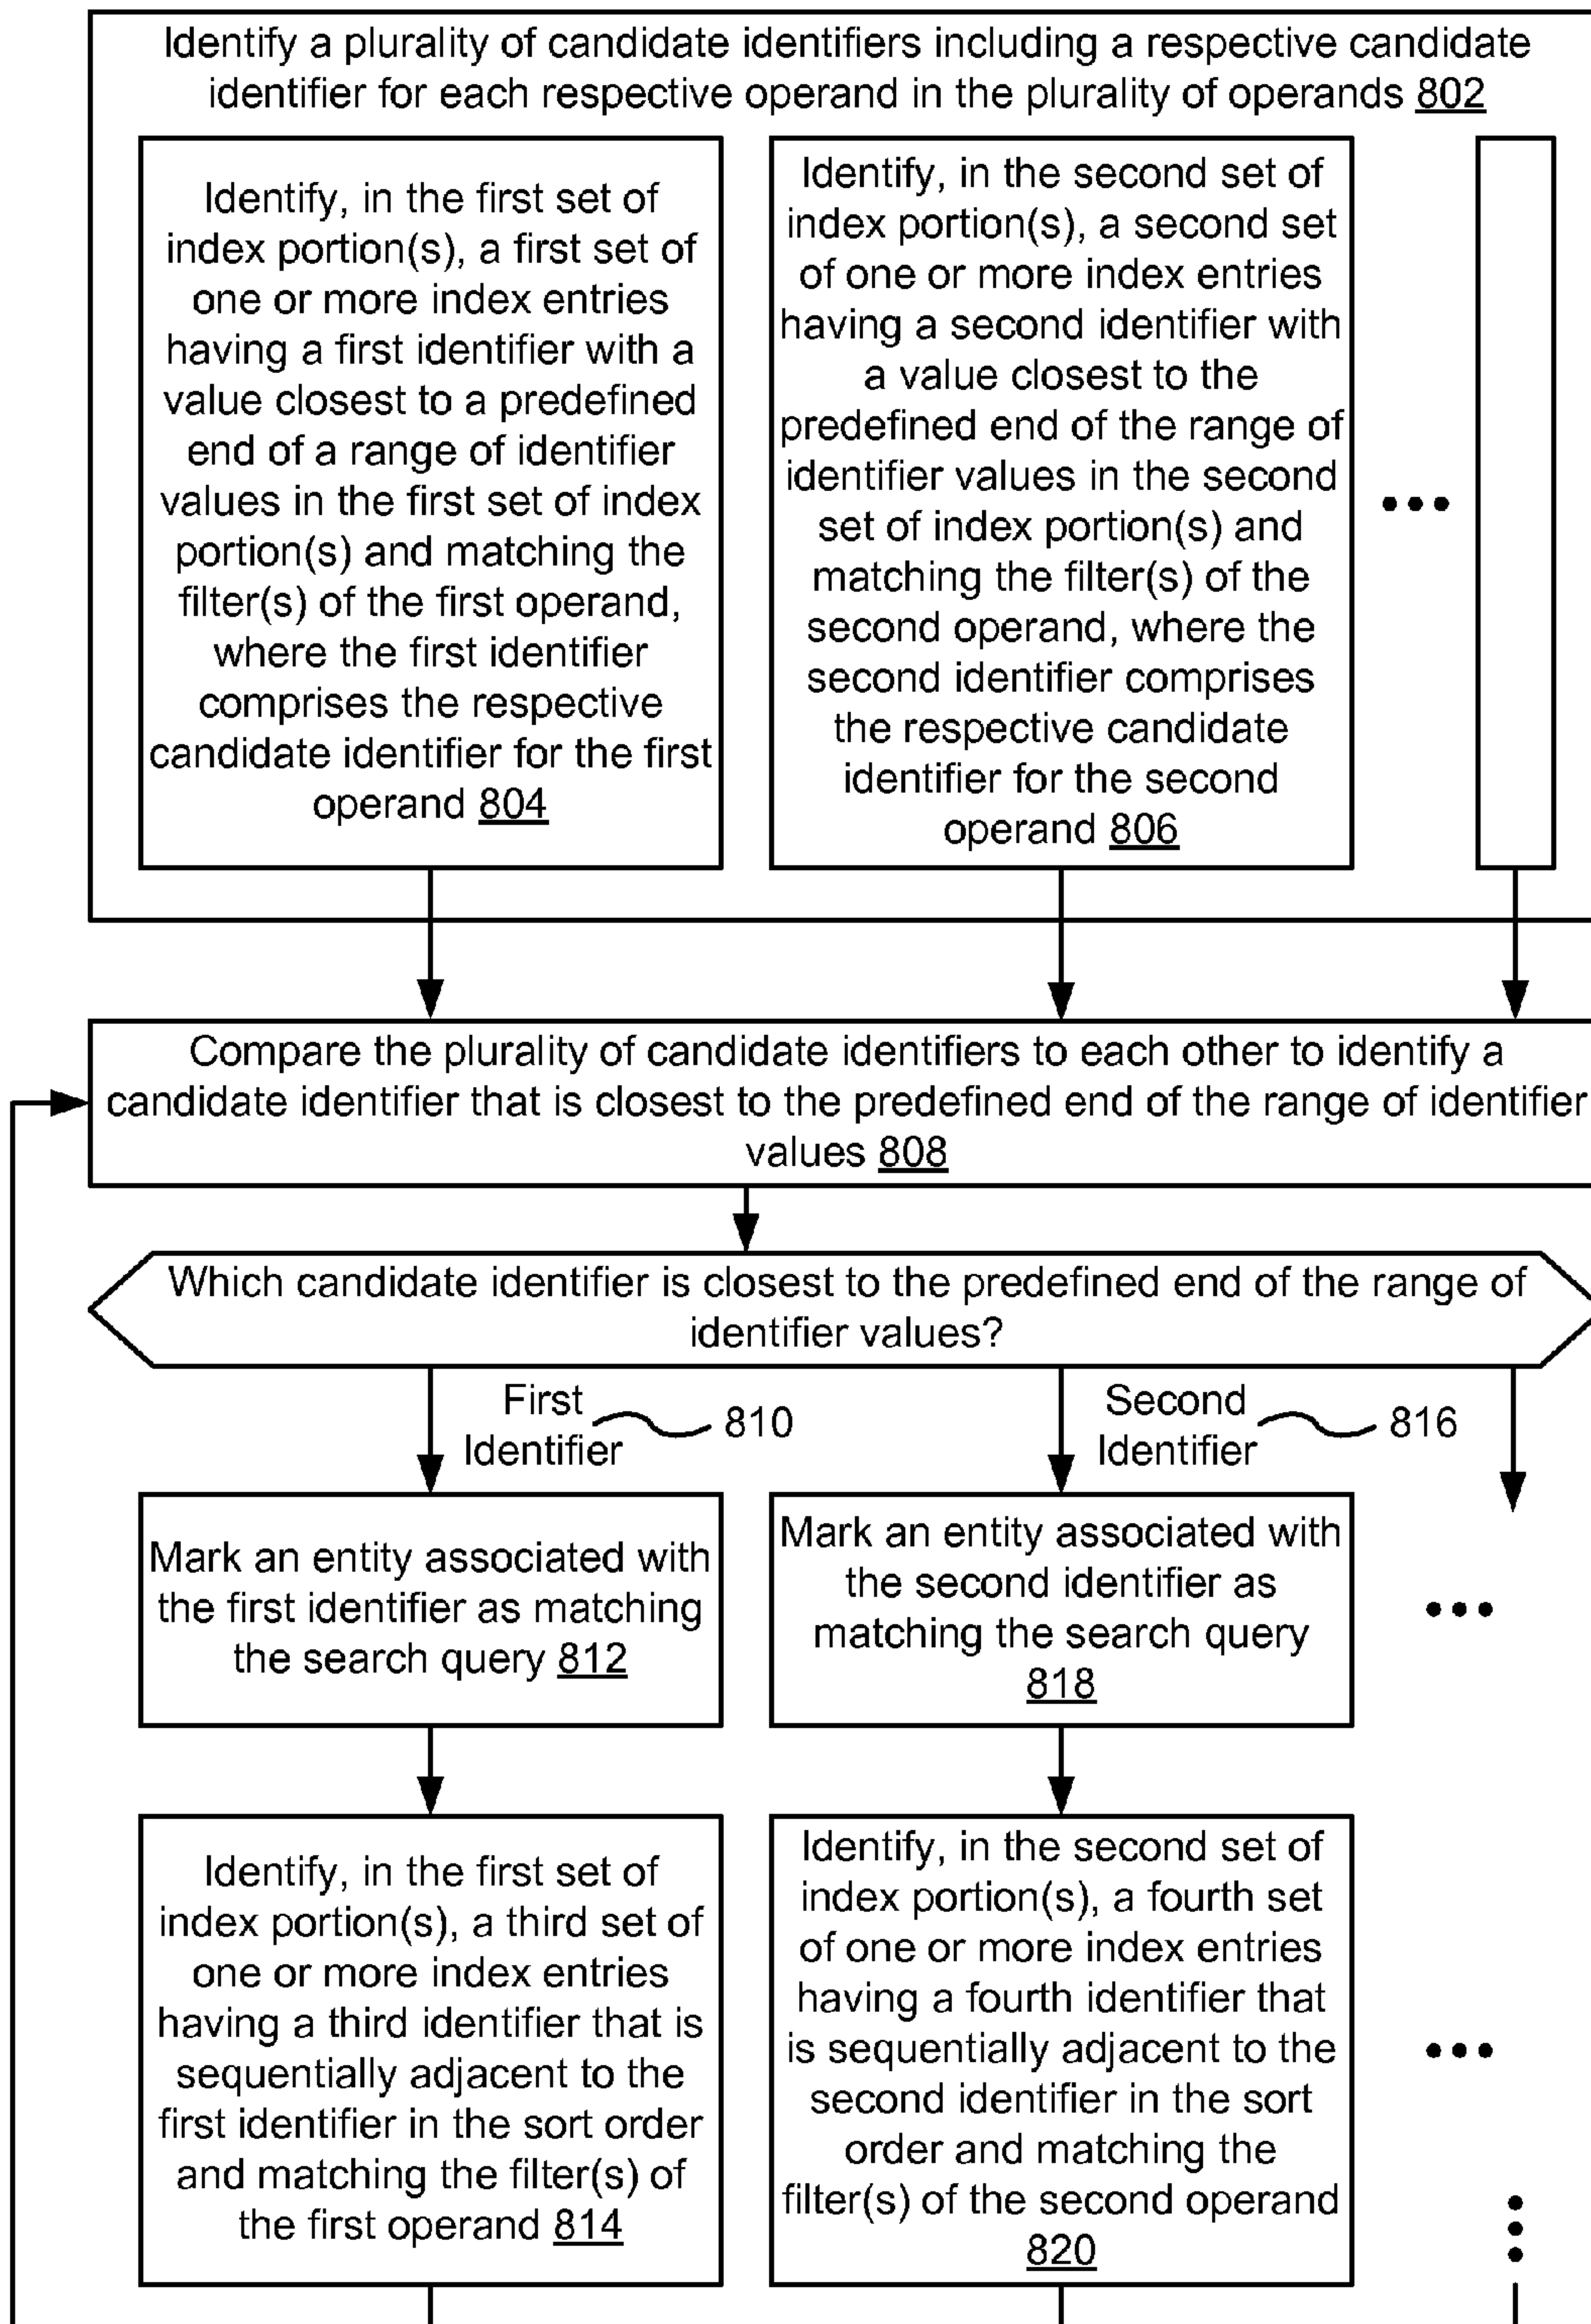 Identify a plurality of candidate identifiers including a respective candidate
identifier for each respective operand in the plurality of operands 802
Identify, in the first set of
index portion(s), a first set of
one or more index entries
having a first identifier with a
value closest to a predefined
end of a range of identifier
values in the first set of index
portion(s) and matching the
filter(s) of the first operand,
where the first identifier
comprises the respective
candidate identifier for the first
operand 804
Identify, in the second set of
index portion(s), a second set
of one or more index entries
having a second identifier with
a value closest to the
predefined end of the range of
identifier values in the second
set of index portion(s) and
matching the filter(s) of the
second operand, where the
second identifier comprises
the respective candidate
identifier for the second
operand 806
Compare the plurality of candidate identifiers to each other to identify a
candidate identifier that is closest to the predefined end of the range of identifier
values 808
Which candidate identifier is closest to the predefined end of the range of
identifier values?
First
Identifier
810
Second
Identifier
816
Mark an entity associated with
the first identifier as matching
the search query 812
Mark an entity associated with
the second identifier as
matching the search query
818
Identify, in the first set of
index portion(s), a third set of
one or more index entries
having a third identifier that is
sequentially adjacent to the
first identifier in the sort order
and matching the filter(s) of
the first operand 814
Identify, in the second set of
index portion(s), a fourth set
of one or more index entries
having a fourth identifier that
is sequentially adjacent to the
second identifier in the sort
order and matching the
filter(s) of the second operand
820